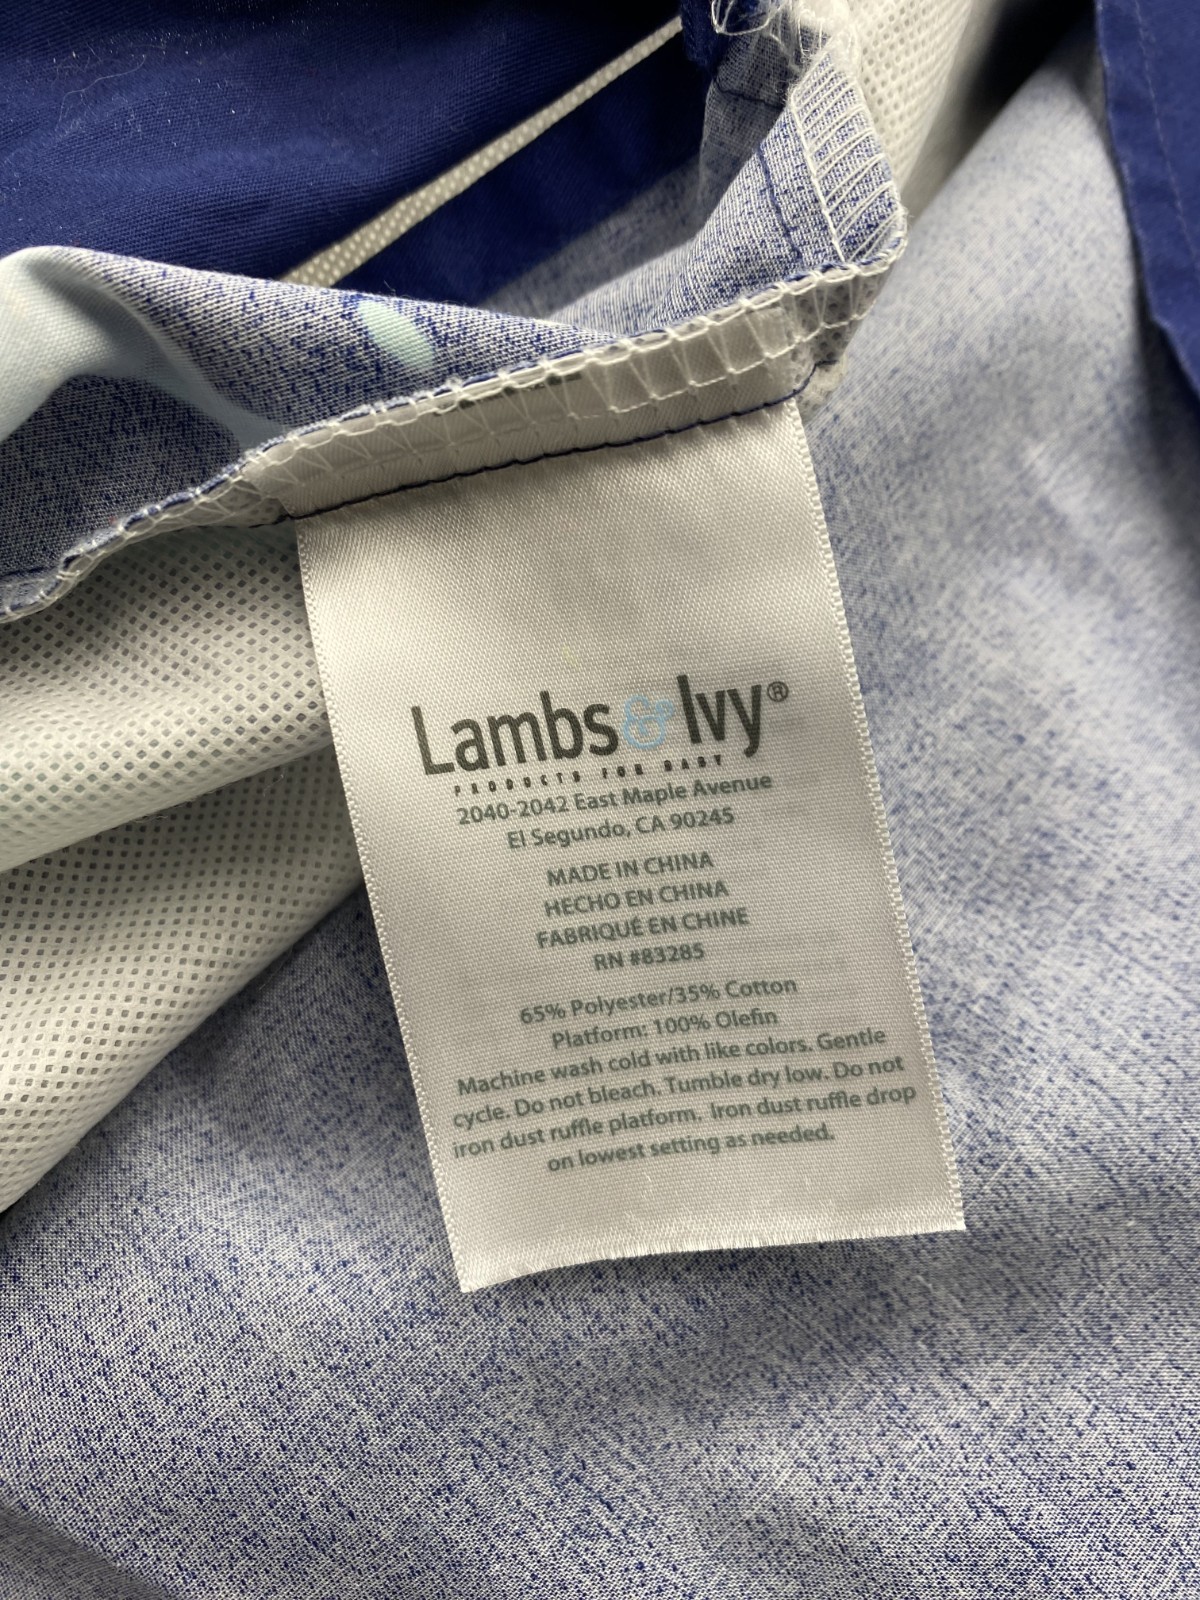 Lambs & Ivy®
PRODUCTS FOR BABY
2040-2042 East Maple Avenue
El Segundo, CA 90245
MADE IN CHINA
HECHO EN CHINA
FABRIQUÉ EN CHINE
RN #83285
65% Polyester/35% Cotton
Platform: 100% Olefin
Machine wash cold with like colors. Gentle
cycle. Do not bleach. Tumble dry low. Do not
iron dust ruffle platform. Iron dust ruffle drop
on lowest setting as needed.